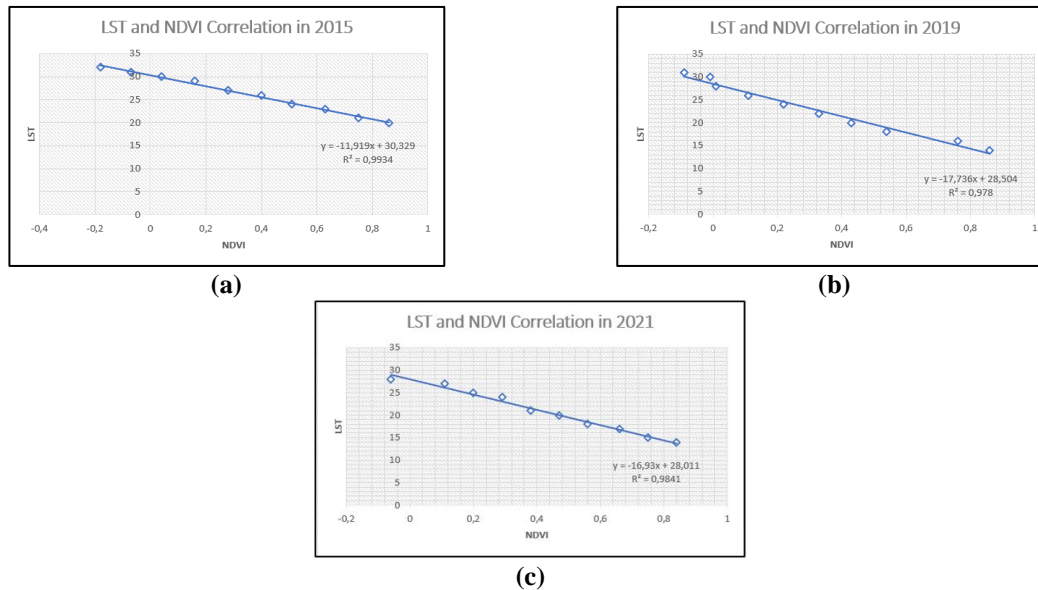 LST and NDVI Correlation in 2015
35
30
25
20
15
10
5
0
-0,4
-0,2
0
0,2
0,4
0,6
0,8
1
LST
NDVI
y = -11,919x + 30,329
R² = 0,9934
(a)
LST and NDVI Correlation in 2019
35
30
25
20
15
10
5
0
-0,2
0
0,2
0,4
0,6
0,8
1
LST
NDVI
y = -17,736x + 28,504
R² = 0,978
(b)
LST and NDVI Correlation in 2021
35
30
25
20
15
10
5
0
-0,2
0
0,2
0,4
0,6
0,8
1
LST
NDVI
y = -16,93x + 28,011
R² = 0,9841
(c)